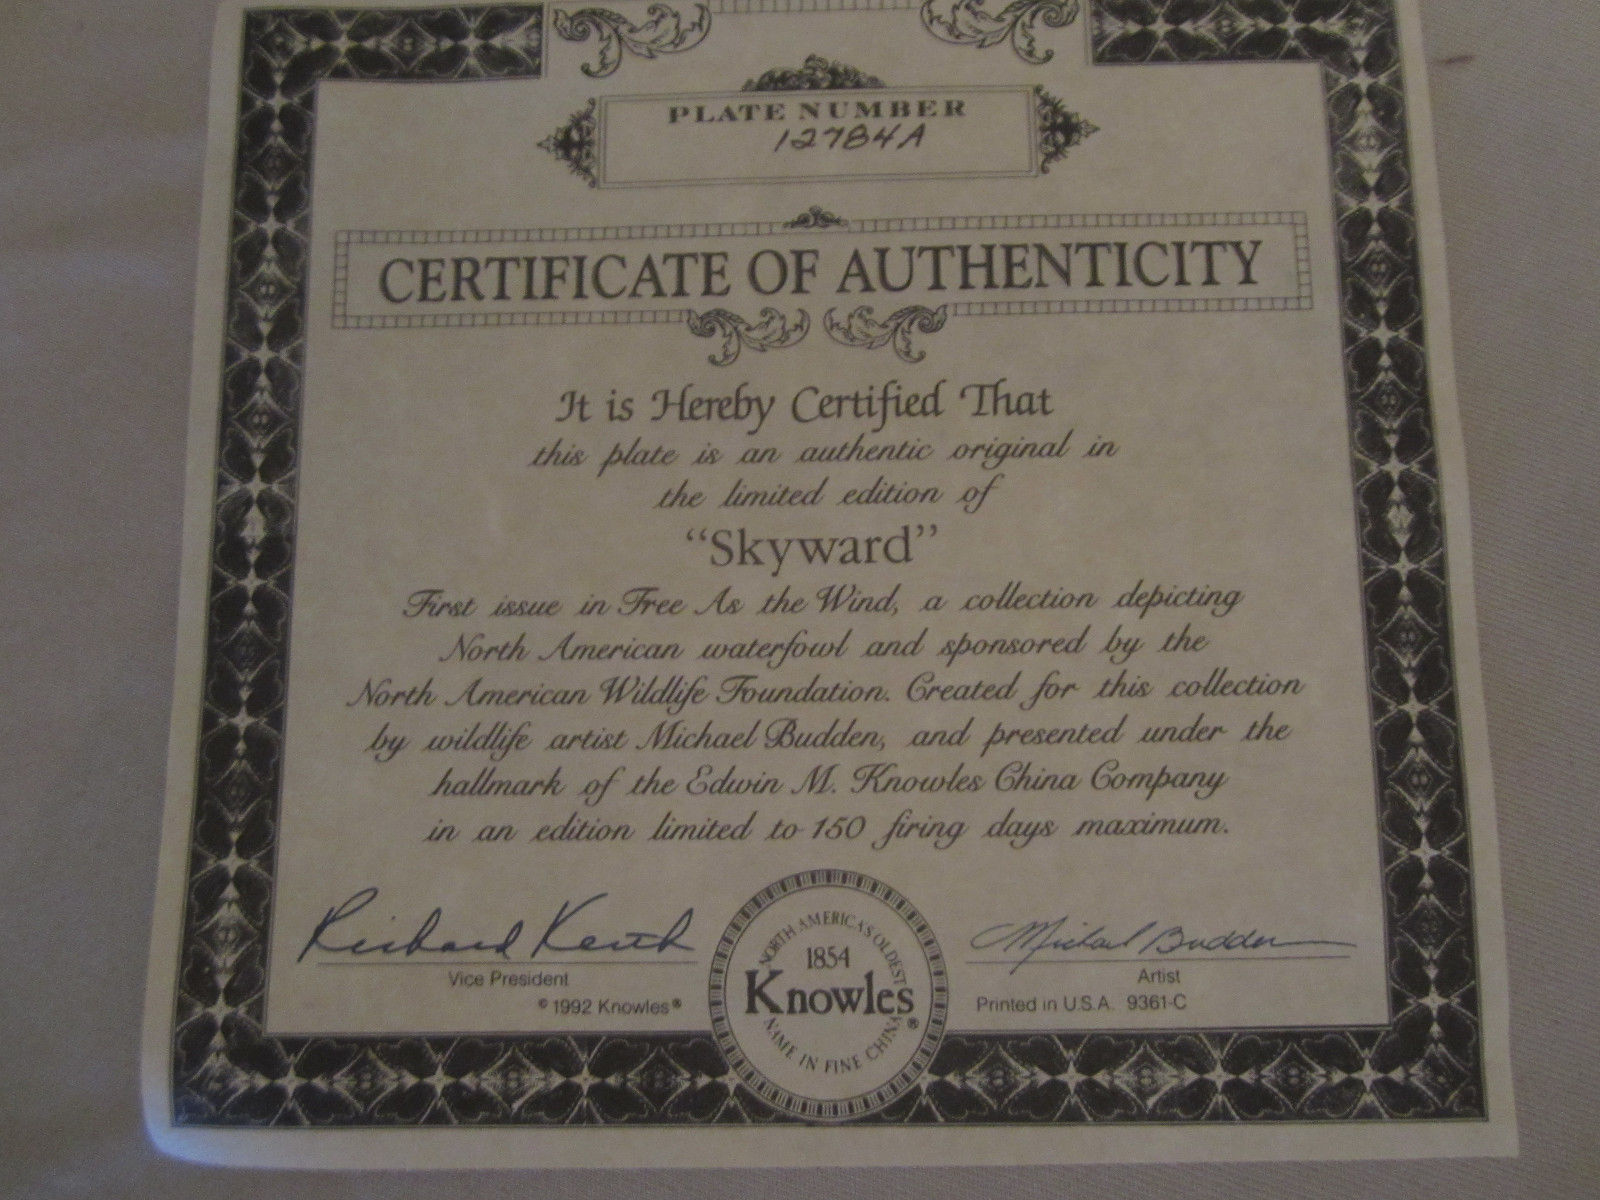 PLATE NUMBER
12784A
CERTIFICATE OF AUTHENTICITY
It is Hereby Certified That
this plate is an authentic original in
the limited edition of
“Skyward”
First issue in Free As the Wind, a collection depicting
North American waterfowl and sponsored by the
North American Wildlife Foundation. Created for this collection
by wildlife artist Michael Budden, and presented under the
hallmark of the Edwin M. Knowles China Company
in an edition limited to 150 firing days maximum.
Michael Budden
Vice President
© 1992 Knowles®
NORTH AMERICA'S OLDEST
1854
Knowles®
NAME IN FINE CHINA
Artist
Printed in U.S.A. 9361-C